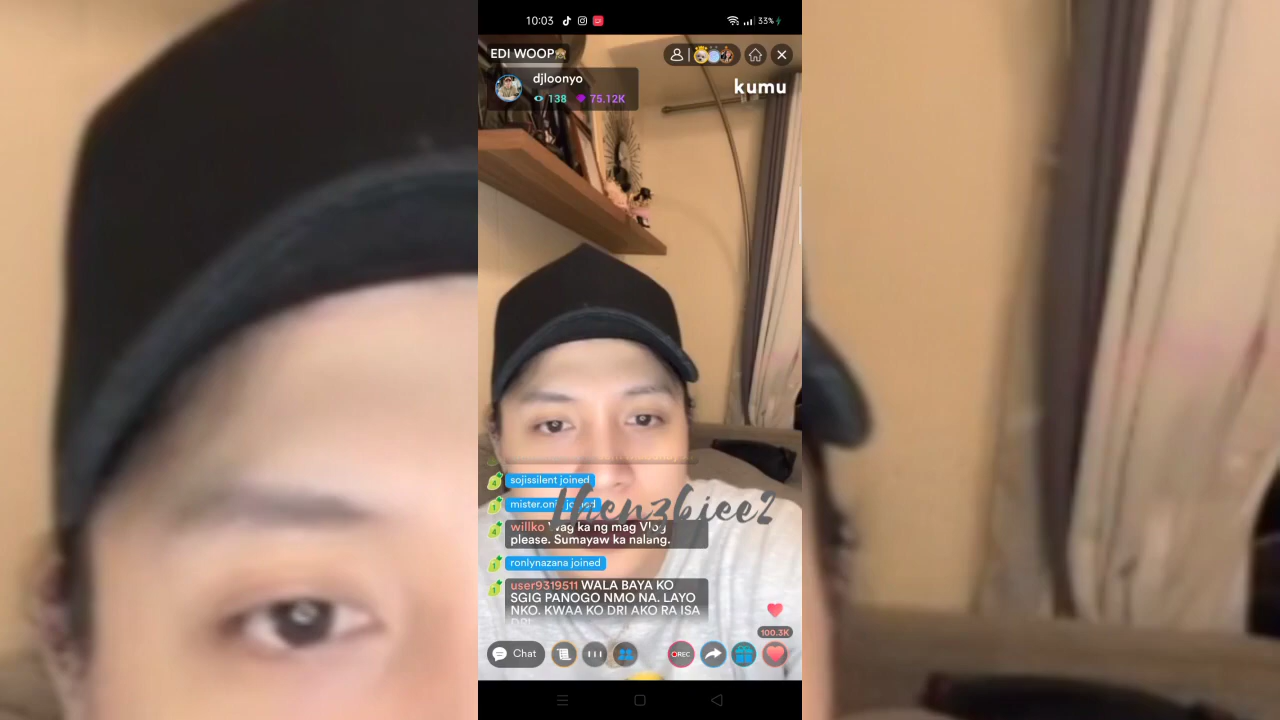 10:03
33%
EDI WOOP
djloonyo
138 75.12K
kumu
sojissilent joined
joined
willko Wag ka ng mag Vlog
please. Sumayaw ka nalang.
ronlynazana joined
user9319511 WALA BAYA KO
SGIG PANOGO NMO NA. LAYO
NKO. KWAA KO DRI AKO RA ISA
DRI
100.3K
Chat
REC